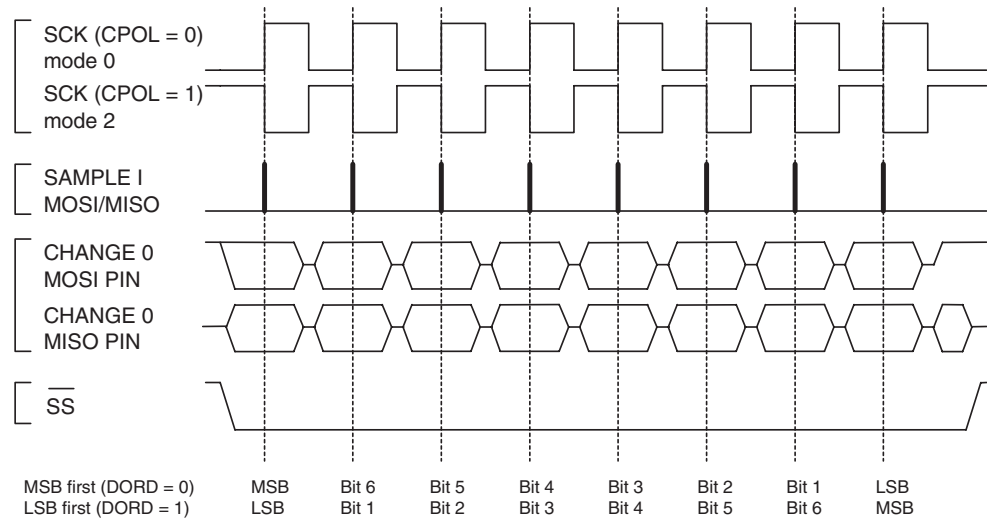 SCK (CPOL = 0)
mode 0
SCK (CPOL = 1)
mode 2
SAMPLE I
MOSI/MISO
CHANGE 0
MOSI PIN
CHANGE 0
MISO PIN
SS
MSB first (DORD = 0) MSB Bit 6 Bit 5 Bit 4 Bit 3 Bit 2 Bit 1 LSB
LSB first (DORD = 1) LSB Bit 1 Bit 2 Bit 3 Bit 4 Bit 5 Bit 6 MSB